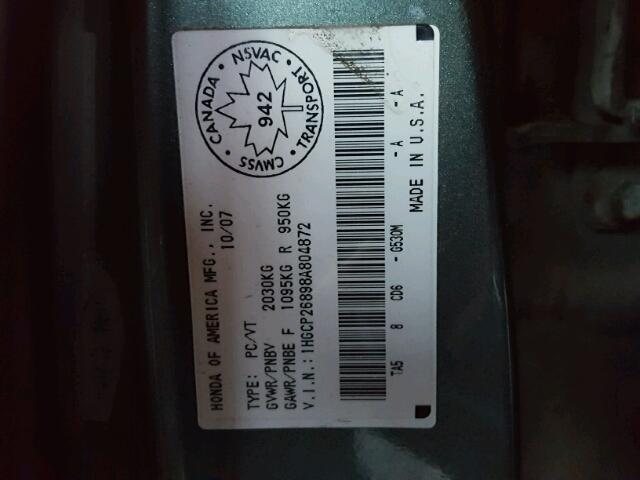 CANADA • NSVAC • TRANSPORT • CMVSS •
942
HONDA OF AMERICA MFG., INC.
10/07
TYPE: PC/VT
GVWR/PNBV 2030KG
GAWR/PNBE F 1095KG R 950KG
V.I.N.: 1HGCP26898A804872
TA5 8 CD6 - G530M - A - A
MADE IN U.S.A.